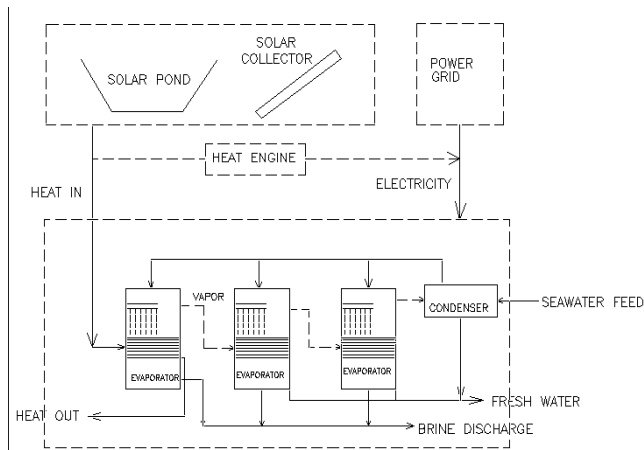 SOLAR
COLLECTOR
SOLAR POND
POWER
GRID
HEAT ENGINE
HEAT IN
ELECTRICITY
VAPOR
CONDENSER
SEAWATER FEED
EVAPORATOR
EVAPORATOR
EVAPORATOR
FRESH WATER
HEAT OUT
BRINE DISCHARGE